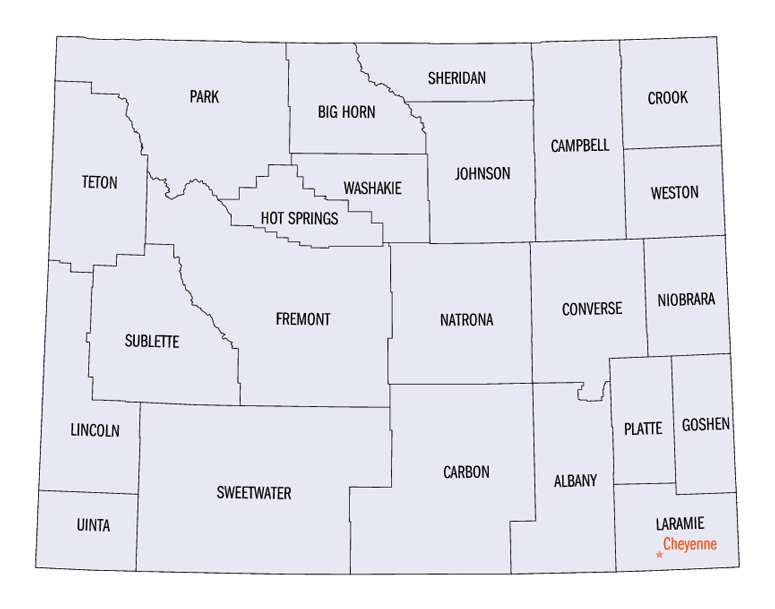 SHERIDAN
PARK
CROOK
BIG HORN
CAMPBELL
JOHNSON
TETON
WASHAKIE
WESTON
HOT SPRINGS
NIOBRARA
CONVERSE
FREMONT
NATRONA
SUBLETTE
GOSHEN
PLATTE
LINCOLN
CARBON
ALBANY
SWEETWATER
UINTA
LARAMIE
Cheyenne